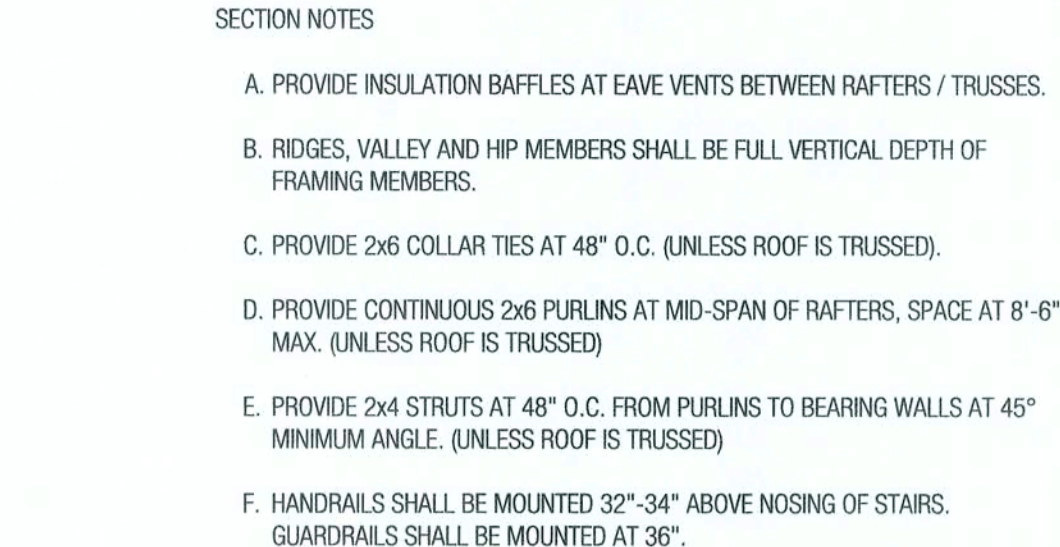 SECTION NOTES
A. PROVIDE INSULATION BAFFLES AT EAVE VENTS BETWEEN RAFTERS / TRUSSES.
B. RIDGES, VALLEY AND HIP MEMBERS SHALL BE FULL VERTICAL DEPTH OF
FRAMING MEMBERS.
C. PROVIDE 2x6 COLLAR TIES AT 48" O.C. (UNLESS ROOF IS TRUSSED).
D. PROVIDE CONTINUOUS 2x6 PURLINS AT MID-SPAN OF RAFTERS, SPACE AT 8'-6"
MAX. (UNLESS ROOF IS TRUSSED)
E. PROVIDE 2x4 STRUTS AT 48" O.C. FROM PURLINS TO BEARING WALLS AT 45°
MINIMUM ANGLE. (UNLESS ROOF IS TRUSSED)
F. HANDRAILS SHALL BE MOUNTED 32"-34" ABOVE NOSING OF STAIRS.
GUARDRAILS SHALL BE MOUNTED AT 36".